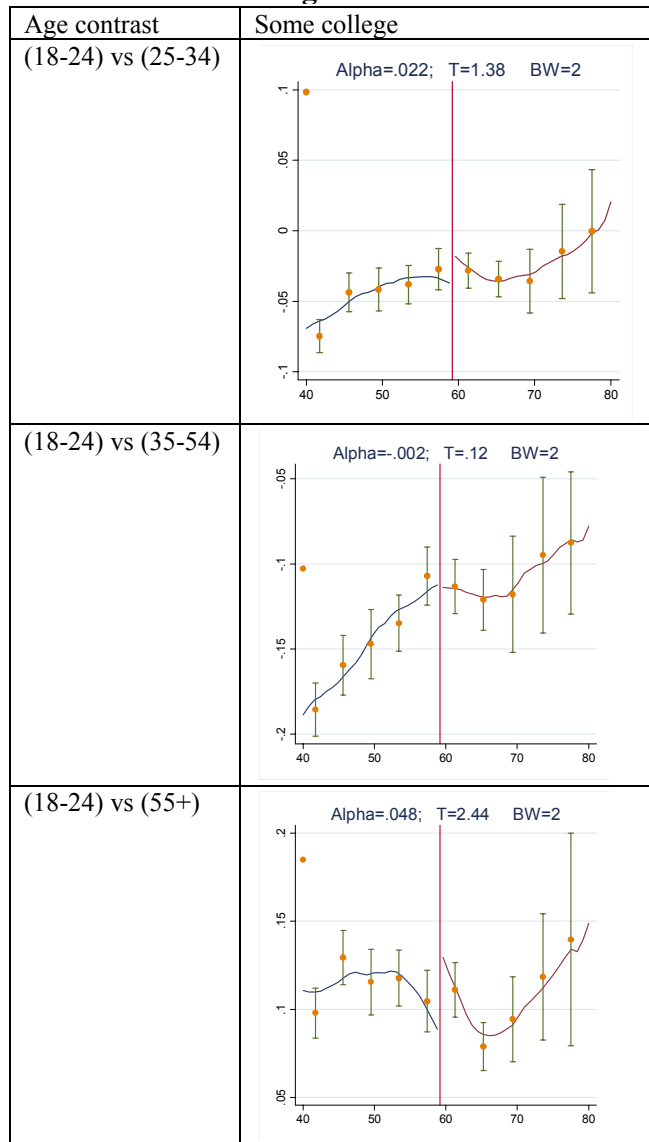 Age contrast Some college
(18-24) vs (25-34)
Alpha=.022; T=1.38 BW=2
.1
.05
0
-.05
-.1
40 50 60 70 80
(18-24) vs (35-54)
Alpha=-.002; T=.12 BW=2
-.05
-.1
-.15
-.2
40 50 60 70 80
(18-24) vs (55+)
Alpha=.048; T=2.44 BW=2
.2
.15
.1
.05
40 50 60 70 80